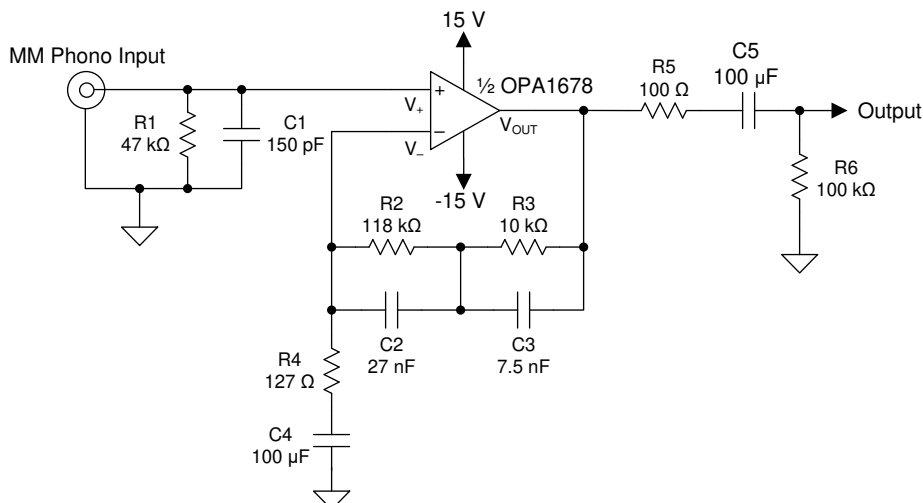 15 V
MM Phono Input
C5
100 µF
R5
100 Ω
½ OPA1678
+
V+
Output
R1
47 kΩ
C1
150 pF
VOUT
–
V–
R6
100 kΩ
-15 V
R2
118 kΩ
R3
10 kΩ
C2
27 nF
C3
7.5 nF
R4
127 Ω
C4
100 µF